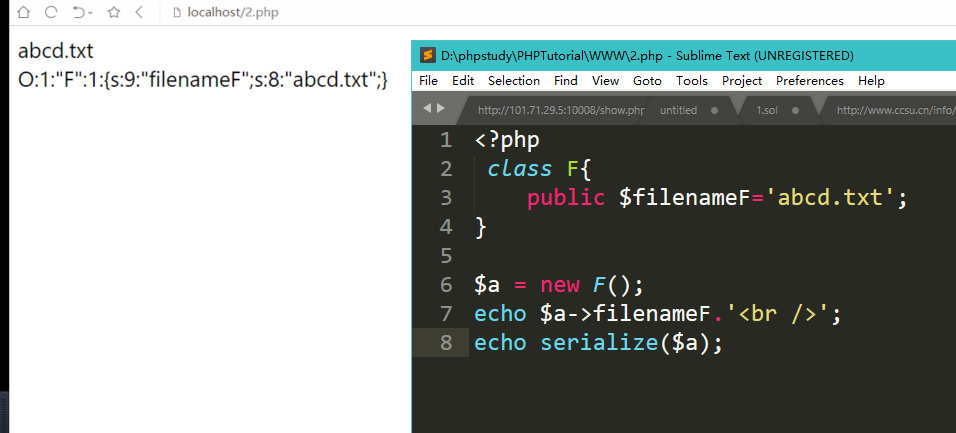 localhost/2.php
abcd.txt
O:1:"F":1:{s:9:"filenameF";s:8:"abcd.txt";}
D:\phpstudy\PHPTutorial\WWW\2.php - Sublime Text (UNREGISTERED)
File Edit Selection Find View Goto Tools Project Preferences Help
http://101.71.29.5:10008/show.php untitled 1.sol http://www.ccsu.cn/info/
1 <?php
2 class F{
3 public $filenameF='abcd.txt';
4 }
5
6 $a = new F();
7 echo $a->filenameF.'<br />';
8 echo serialize($a);